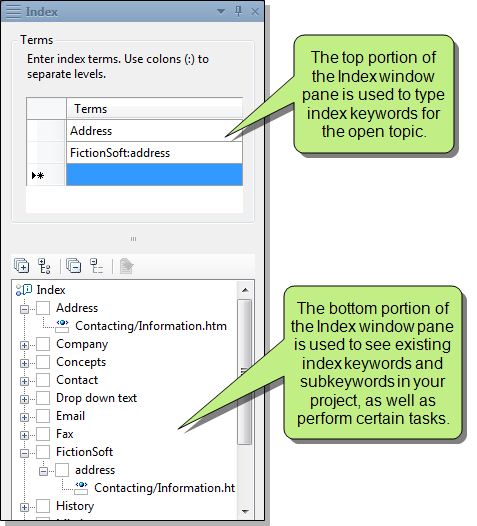 Index
Terms
Enter index terms. Use colons (:) to
separate levels.
Terms
Address
FictionSoft:address
The top portion of
the Index window
pane is used to type
index keywords for
the open topic.
Index
Address
Contacting/Information.htm
Company
Concepts
Contact
Drop down text
Email
Fax
FictionSoft
address
Contacting/Information.ht
History
The bottom portion of
the Index window pane
is used to see existing
index keywords and
subkeywords in your
project, as well as
perform certain tasks.